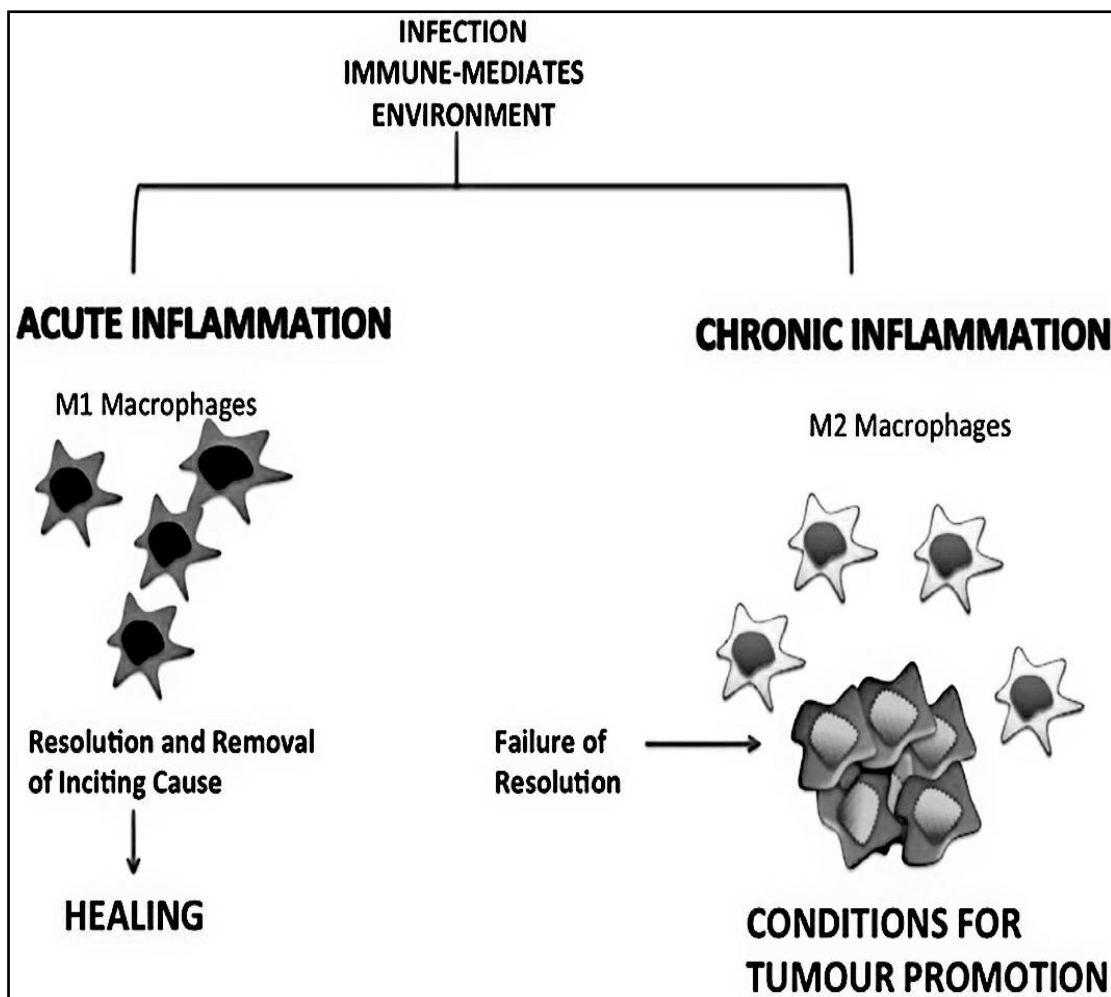 INFECTION
IMMUNE-MEDIATES
ENVIRONMENT
ACUTE INFLAMMATION
M1 Macrophages
Resolution and Removal
of Inciting Cause
HEALING
CHRONIC INFLAMMATION
M2 Macrophages
Failure of
Resolution
CONDITIONS FOR
TUMOUR PROMOTION